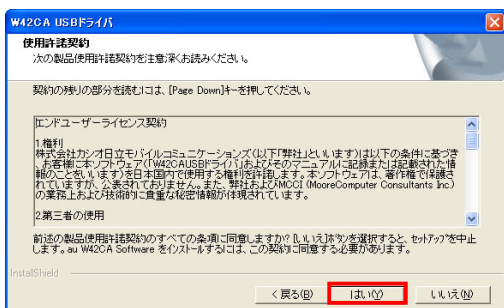 W42CA USBドライバ
使用許諾契約
次の製品使用許諾契約を注意深くお読みください。
契約の残りの部分を読むには、[Page Down]キーを押してください。
エンドユーザーライセンス契約
1.権利
株式会社カシオ日立モバイルコミュニケーションズ(以下「弊社」といいます)は以下の条件に基づき
、お客様に本ソフトウェア(「W42CAUSBドライバ」およびそのマニュアルに記録または記載された情
報のことをいいます)を日本国内で使用する権利を許諾します。本ソフトウェアは、著作権で保護さ
れていますが、公表されておりません。また、弊社およびMCCI (MooreComputer Consultants Inc.)
の業務上および技術的に貴重な秘密情報が体現されています。
2.第三者の使用
前述の製品使用許諾契約のすべての条項に同意しますか? [いいえ]ボタンを選択すると、セットアップを中止
します。au W42CA Software をインストールするには、この契約に同意する必要があります。
InstallShield
< 戻る(B)
はい(Y)
いいえ(N)